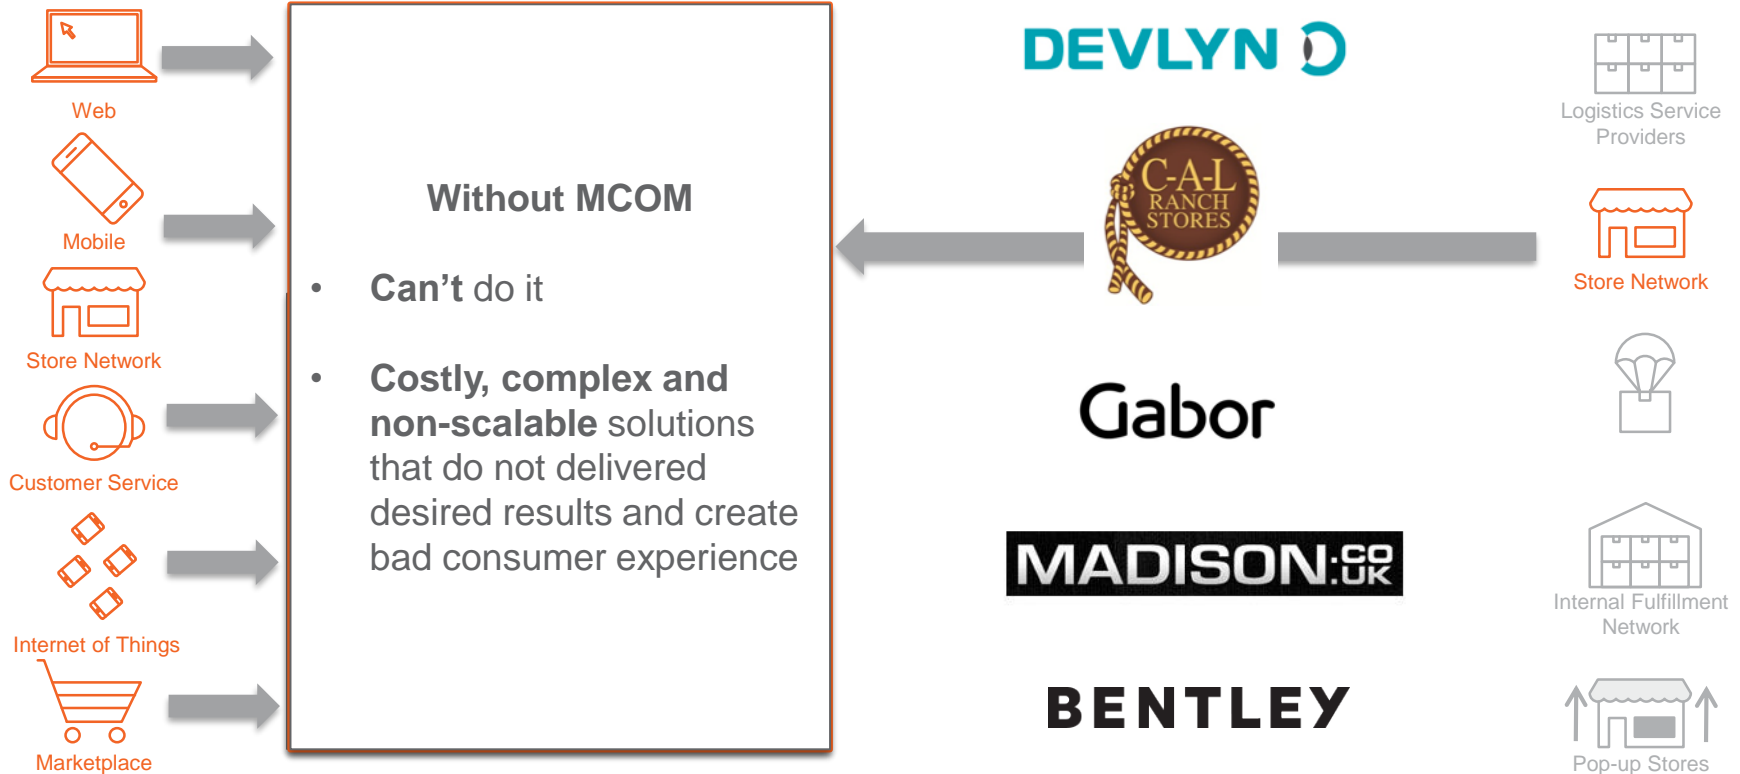 Web
Mobile
Store Network
Customer Service
Internet of Things
Marketplace
Without MCOM
• Can’t do it
• Costly, complex and
non-scalable solutions
that do not delivered
desired results and create
bad consumer experience
DEVLYN
C-A-L
RANCH
STORES
Gabor
MADISON:CO
UK
BENTLEY
Logistics Service
Providers
Store Network
Internal Fulfillment
Network
Pop-up Stores